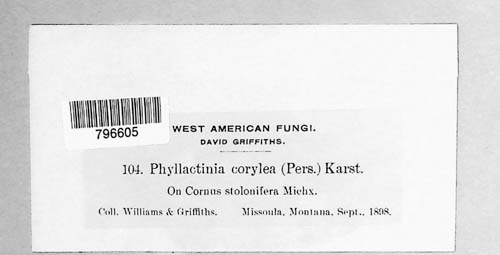 796605
WEST AMERICAN FUNGI.
DAVID GRIFFITHS.
104. Phyllactinia corylea (Pers.) Karst.
On Cornus stolonifera Michx.
Coll. Williams & Griffiths. Missoula, Montana, Sept., 1898.